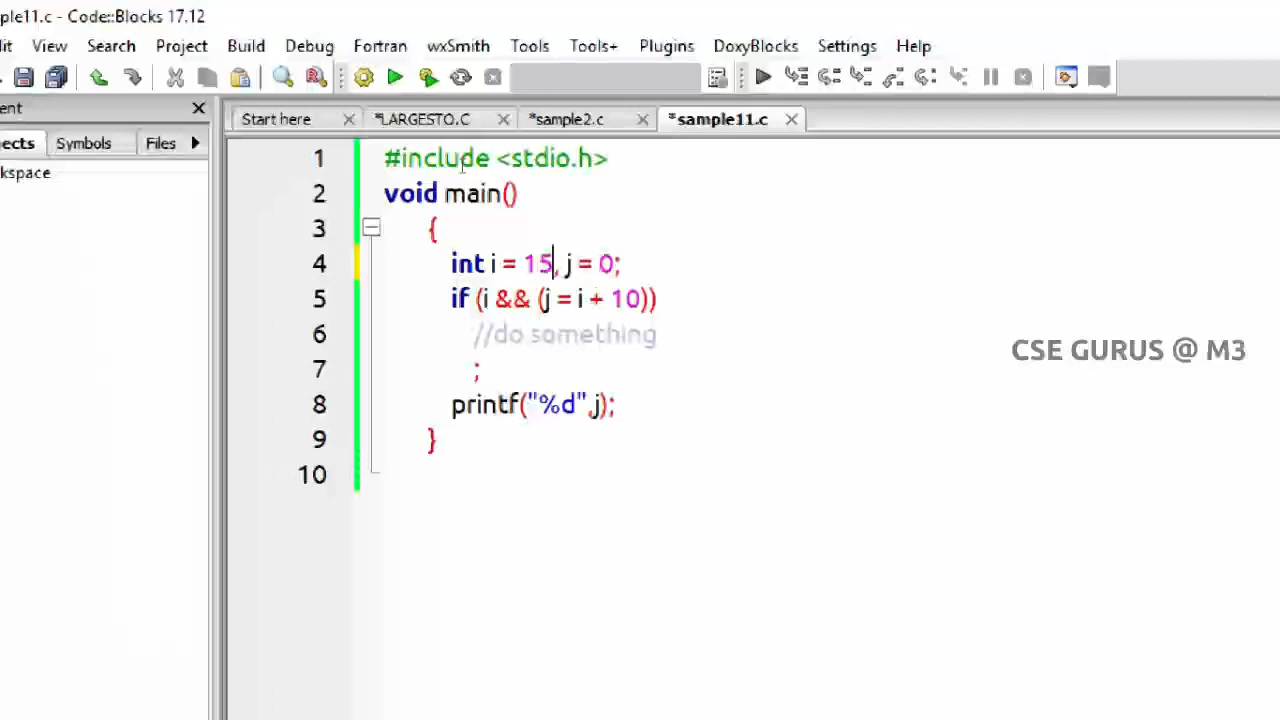 ple11.c - Code::Blocks 17.12
it View Search Project Build Debug Fortran wxSmith Tools Tools+ Plugins DoxyBlocks Settings Help
ent
Start here *LARGESTO.C *sample2.c *sample11.c
ects Symbols Files
kspace
1 #include <stdio.h>
2 void main()
3 {
4 int i = 15, j = 0;
5 if (i && (j = i + 10))
6 //do something
7 ;
8 printf("%d",j);
9 }
10
CSE GURUS @ M3